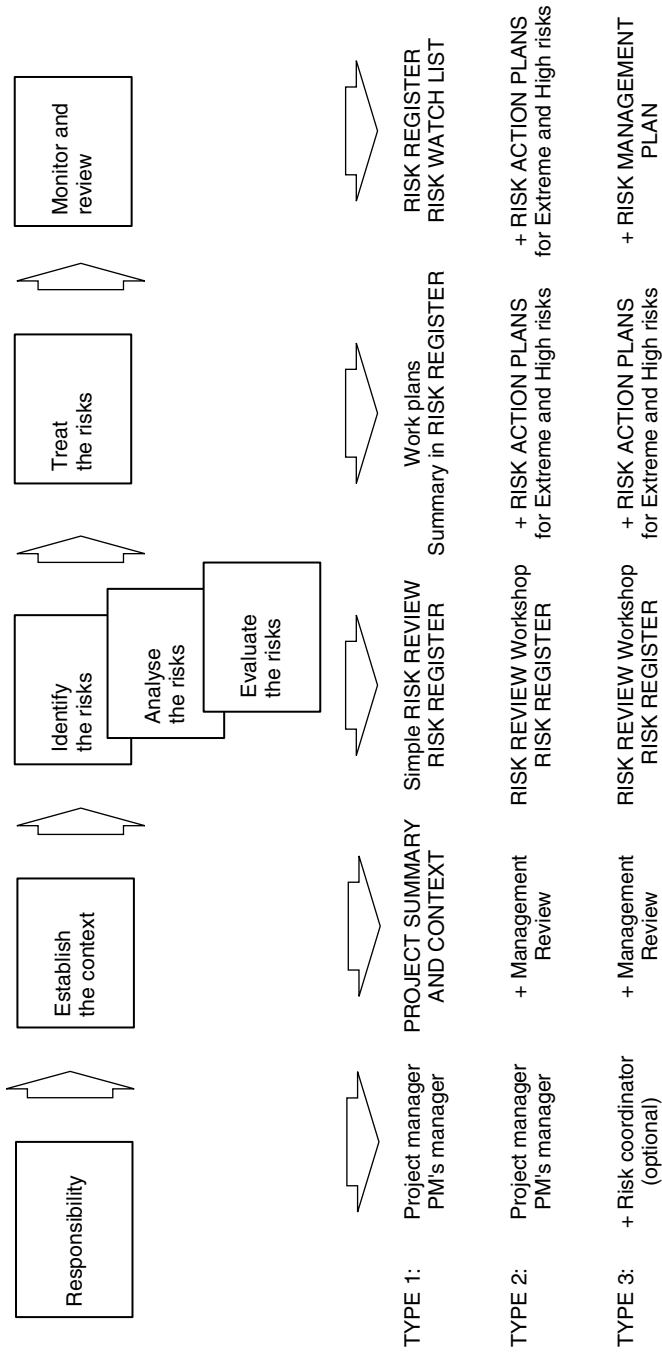 Responsibility
Establish
the context
Identify
the risks
Analyse
the risks
Evaluate
the risks
Treat
the risks
Monitor and
review
TYPE 1:
Project manager
PM's manager
PROJECT SUMMARY
AND CONTEXT
Simple RISK REVIEW
RISK REGISTER
Work plans
Summary in RISK REGISTER
RISK REGISTER
RISK WATCH LIST
TYPE 2:
Project manager
PM's manager
+ Management
Review
RISK REVIEW Workshop
RISK REGISTER
+ RISK ACTION PLANS
for Extreme and High risks
+ RISK ACTION PLANS
for Extreme and High risks
TYPE 3:
+ Risk coordinator
(optional)
+ Management
Review
RISK REVIEW Workshop
RISK REGISTER
+ RISK ACTION PLANS
for Extreme and High risks
+ RISK MANAGEMENT
PLAN